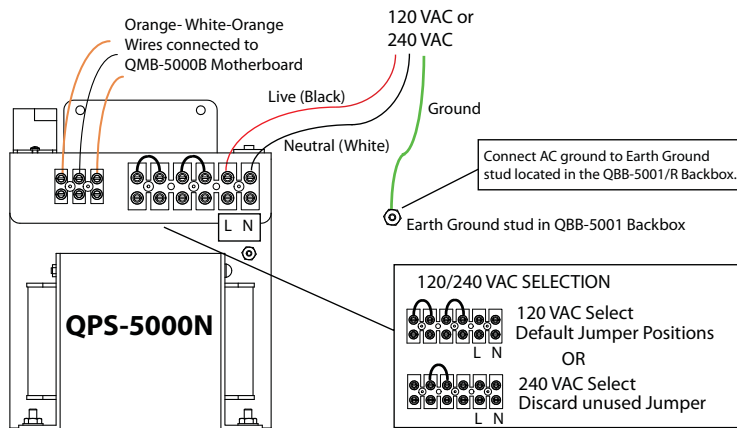 Orange- White-Orange
Wires connected to
QMB-5000B Motherboard
120 VAC or
240 VAC
Live (Black)
Neutral (White)
Ground
Connect AC ground to Earth Ground
stud located in the QBB-5001/R Backbox.
L N
Earth Ground stud in QBB-5001 Backbox
QPS-5000N
120/240 VAC SELECTION
120 VAC Select
Default Jumper Positions
L N
OR
240 VAC Select
Discard unused Jumper
L N